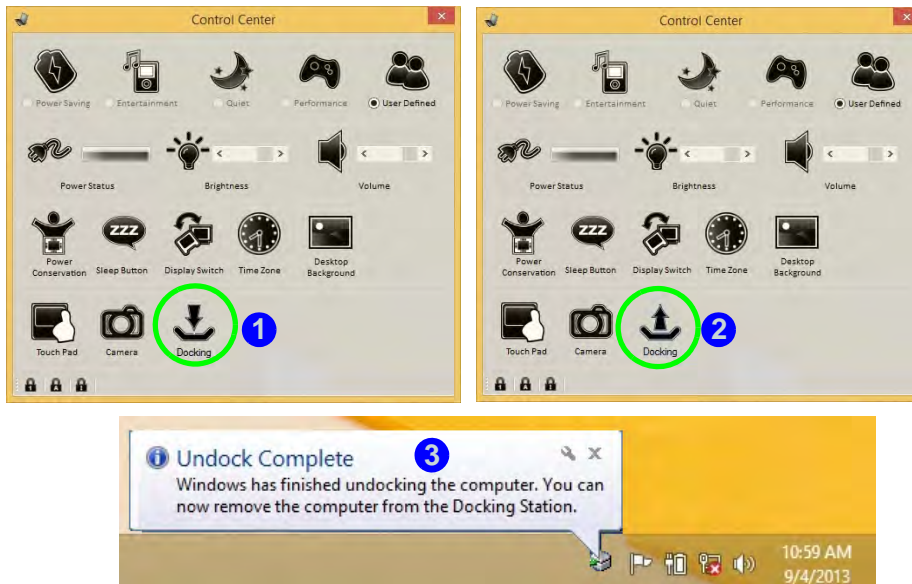 Control Center
Power Saving Entertainment Quiet Performance User Defined
Power Status Brightness Volume
zzz
Power Conservation Sleep Button Display Switch Time Zone Desktop Background
Touch Pad Camera Docking
1
1 A
Control Center
Power Saving Entertainment Quiet Performance User Defined
Power Status Brightness Volume
zzz
Power Conservation Sleep Button Display Switch Time Zone Desktop Background
Touch Pad Camera Docking
2
1 A
Undock Complete 3
Windows has finished undocking the computer. You can
now remove the computer from the Docking Station.
10:59 AM
9/4/2013